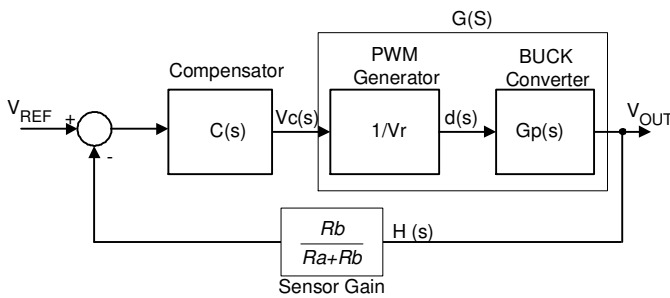 G(S)
PWM
Generator
BUCK
Converter
Compensator
V_REF
+
-
C(s)
Vc(s)
1/Vr
d(s)
Gp(s)
V_OUT
Rb
Ra+Rb
H (s)
Sensor Gain